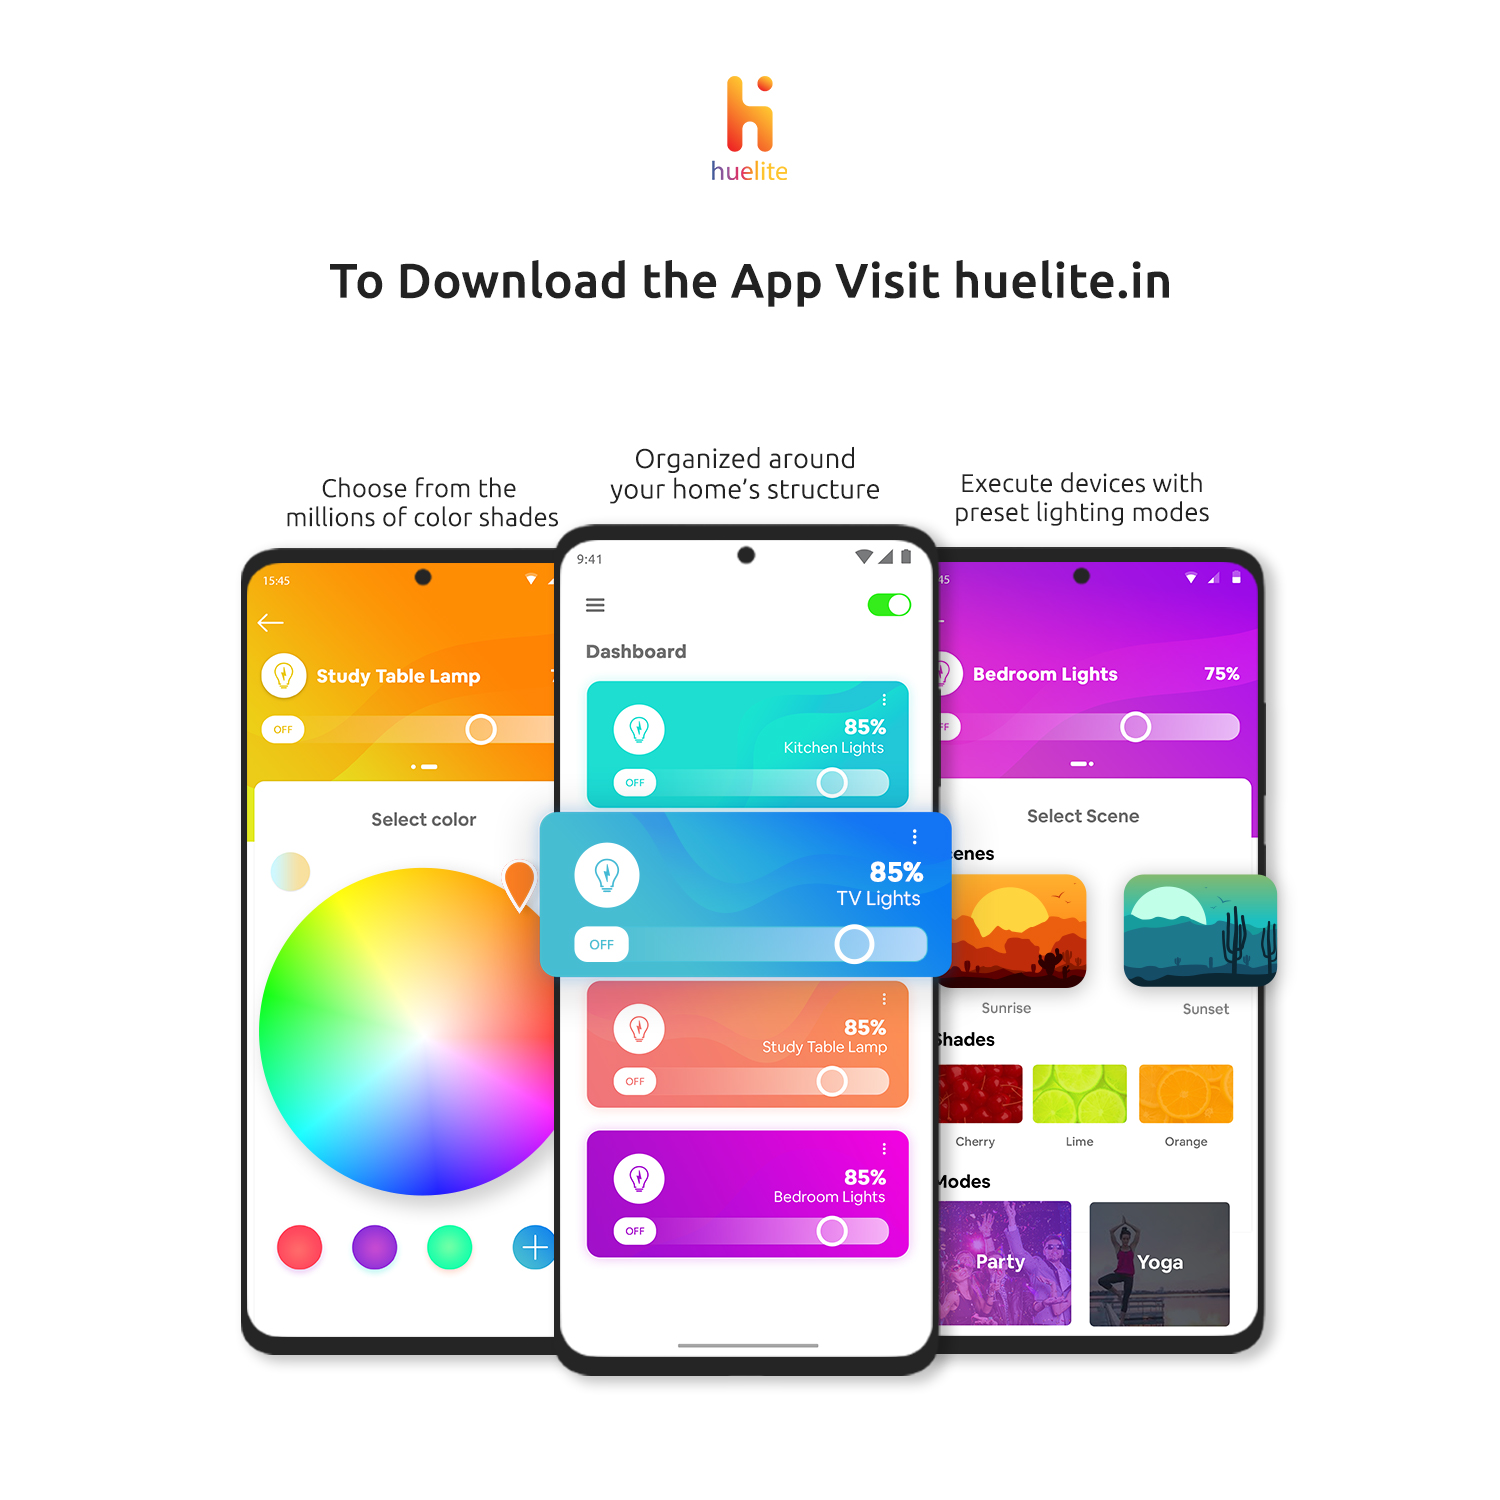 huelite
To Download the App Visit huelite.in
Choose from the
millions of color shades
Organized around
your home's structure
Execute devices with
preset lighting modes
15:45
Study Table Lamp
OFF
Select color
9:41
Dashboard
85%
Kitchen Lights
OFF
85%
TV Lights
OFF
85%
Study Table Lamp
OFF
85%
Bedroom Lights
OFF
45
Bedroom Lights
75%
Select Scene
enes
Sunrise
Sunset
Shades
Cherry
Lime
Orange
Modes
Party
Yoga